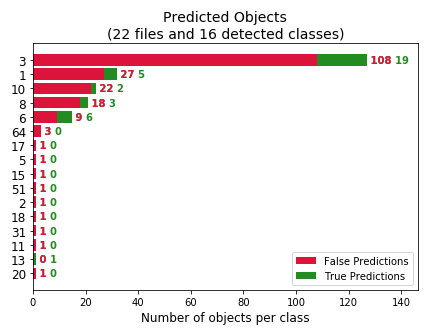 Predicted Objects
(22 files and 16 detected classes)
3 108 19
1 27 5
10 22 2
8 18 3
6 9 6
64 3 0
17 1 0
5 1 0
15 1 0
51 1 0
2 1 0
18 1 0
31 1 0
11 1 0
13 0 1
20 1 0
False Predictions
True Predictions
0 20 40 60 80 100 120 140
Number of objects per class